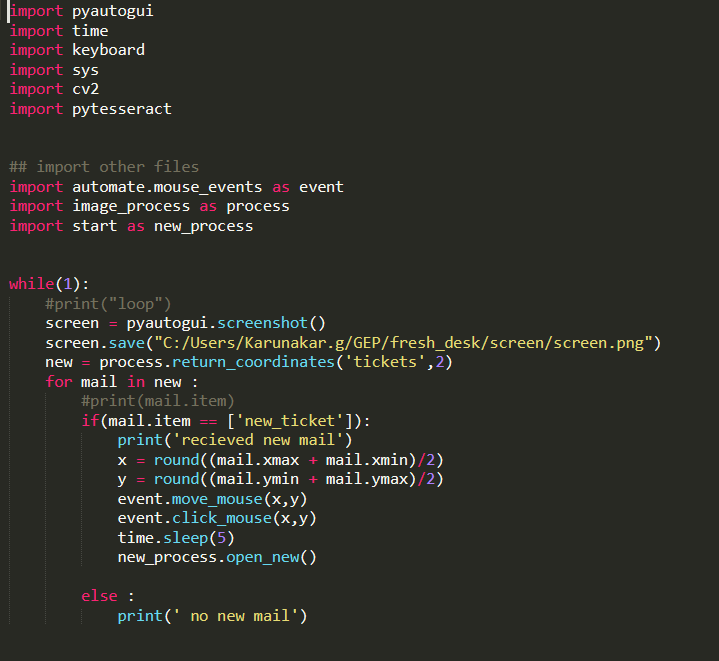 import pyautogui
import time
import keyboard
import sys
import cv2
import pytesseract
## import other files
import automate.mouse_events as event
import image_process as process
import start as new_process
while(1):
    #print("loop")
    screen = pyautogui.screenshot()
    screen.save("C:/Users/Karunakar.g/GEP/fresh_desk/screen/screen.png")
    new = process.return_coordinates('tickets',2)
    for mail in new :
        #print(mail.item)
        if(mail.item == ['new_ticket']):
            print('recieved new mail')
            x = round((mail.xmax + mail.xmin)/2)
            y = round((mail.ymin + mail.ymax)/2)
            event.move_mouse(x,y)
            event.click_mouse(x,y)
            time.sleep(5)
            new_process.open_new()
        else :
            print(' no new mail')